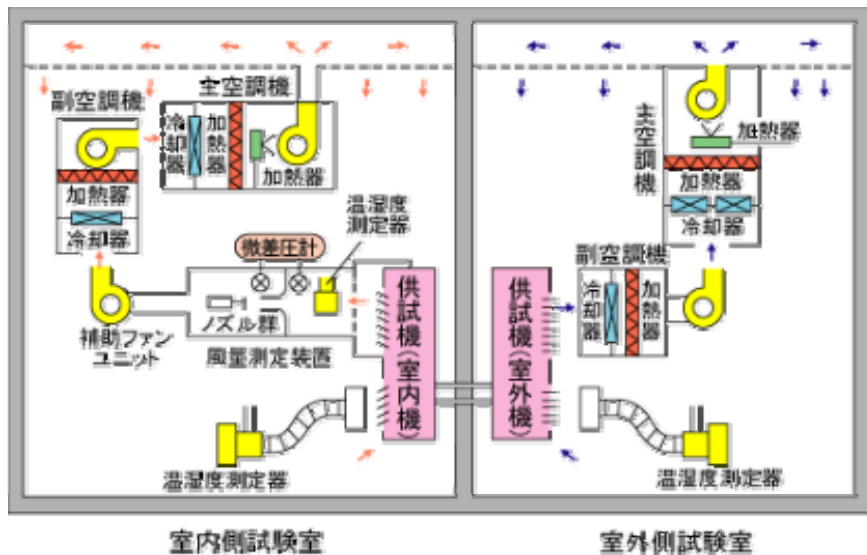 主空調機
副空調機
冷却器
加熱器
加熱器
加熱器
冷却器
温湿度
測定器
微差圧計
ノズル群
補助ファン
ユニット
風量測定装置
供試機(室内機)
温湿度測定器
室内側試験室
主空調機
加熱器
加熱器
冷却器
副空調機
冷却器
加熱器
供試機(室外機)
温湿度測定器
室外側試験室